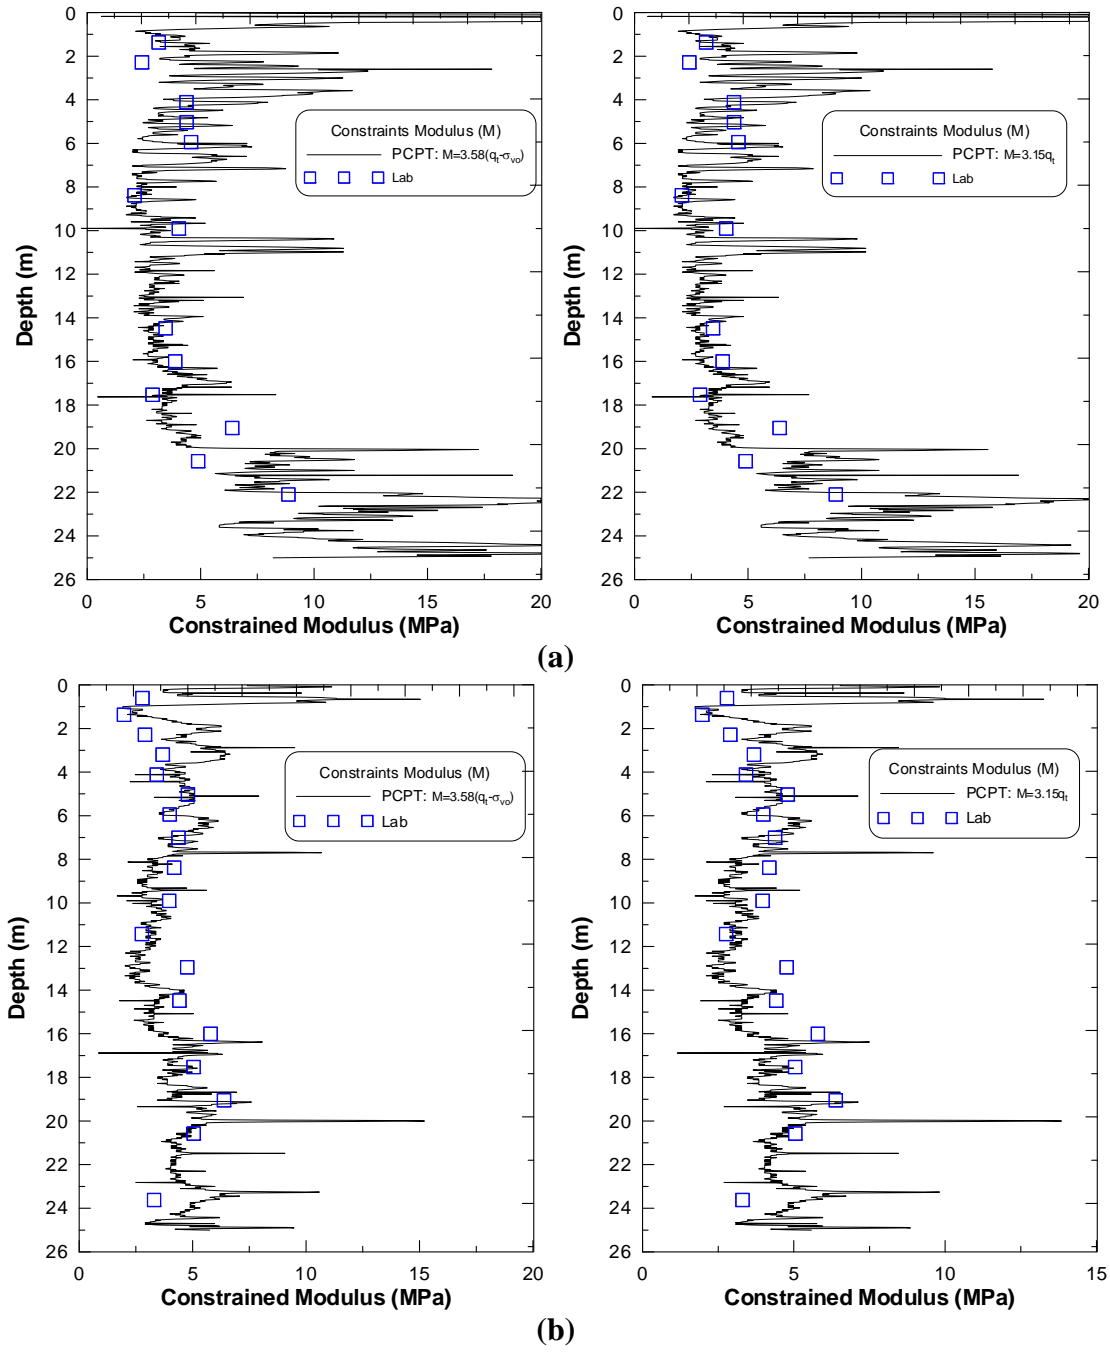 0
2
4
6
8
10
12
14
16
18
20
22
24
26
Depth (m)
Constraints Modulus (M)
PCPT: M=3.58(qt-σvo)
Lab
0 5 10 15 20
Constrained Modulus (MPa)
0
2
4
6
8
10
12
14
16
18
20
22
24
26
Depth (m)
Constraints Modulus (M)
PCPT: M=3.15qt
Lab
0 5 10 15 20
Constrained Modulus (MPa)
(a)
0
2
4
6
8
10
12
14
16
18
20
22
24
26
Depth (m)
Constraints Modulus (M)
PCPT: M=3.58(qt-σvo)
Lab
0 5 10 15 20
Constrained Modulus (MPa)
0
2
4
6
8
10
12
14
16
18
20
22
24
26
Depth (m)
Constraints Modulus (M)
PCPT: M=3.15qt
Lab
0 5 10 15
Constrained Modulus (MPa)
(b)